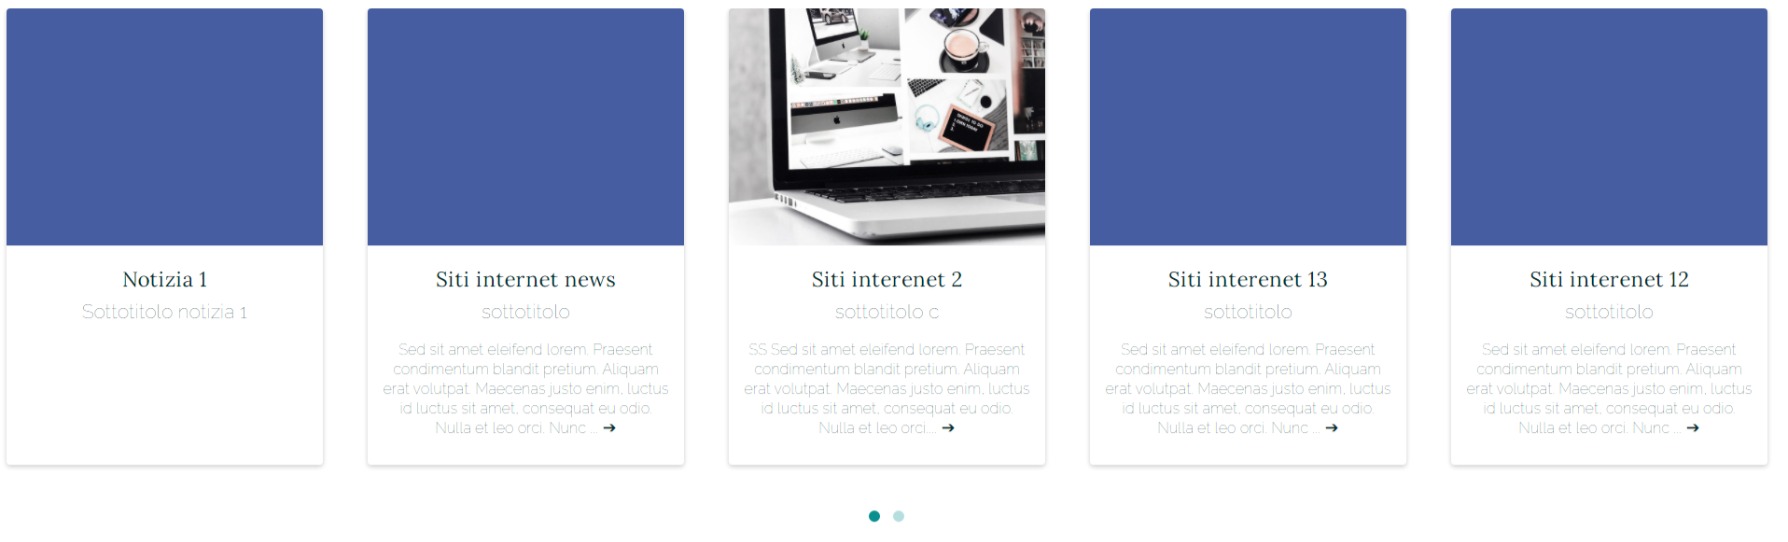 Notizia 1
Sottotitolo notizia 1
Siti internet news
sottotitolo
Sed sit amet eleifend lorem. Praesent
condimentum blandit pretium. Aliquam
erat volutpat. Maecenas justo enim, luctus
id luctus sit amet, consequat eu odio.
Nulla et leo orci. Nunc ... ➔
Siti interenet 2
sottotitolo c
SS Sed sit amet eleifend lorem. Praesent
condimentum blandit pretium. Aliquam
erat volutpat. Maecenas justo enim, luctus
id luctus sit amet, consequat eu odio.
Nulla et leo orci.... ➔
Siti interenet 13
sottotitolo
Sed sit amet eleifend lorem. Praesent
condimentum blandit pretium. Aliquam
erat volutpat. Maecenas justo enim, luctus
id luctus sit amet, consequat eu odio.
Nulla et leo orci. Nunc ... ➔
Siti interenet 12
sottotitolo
Sed sit amet eleifend lorem. Praesent
condimentum blandit pretium. Aliquam
erat volutpat. Maecenas justo enim, luctus
id luctus sit amet, consequat eu odio.
Nulla et leo orci. Nunc ... ➔